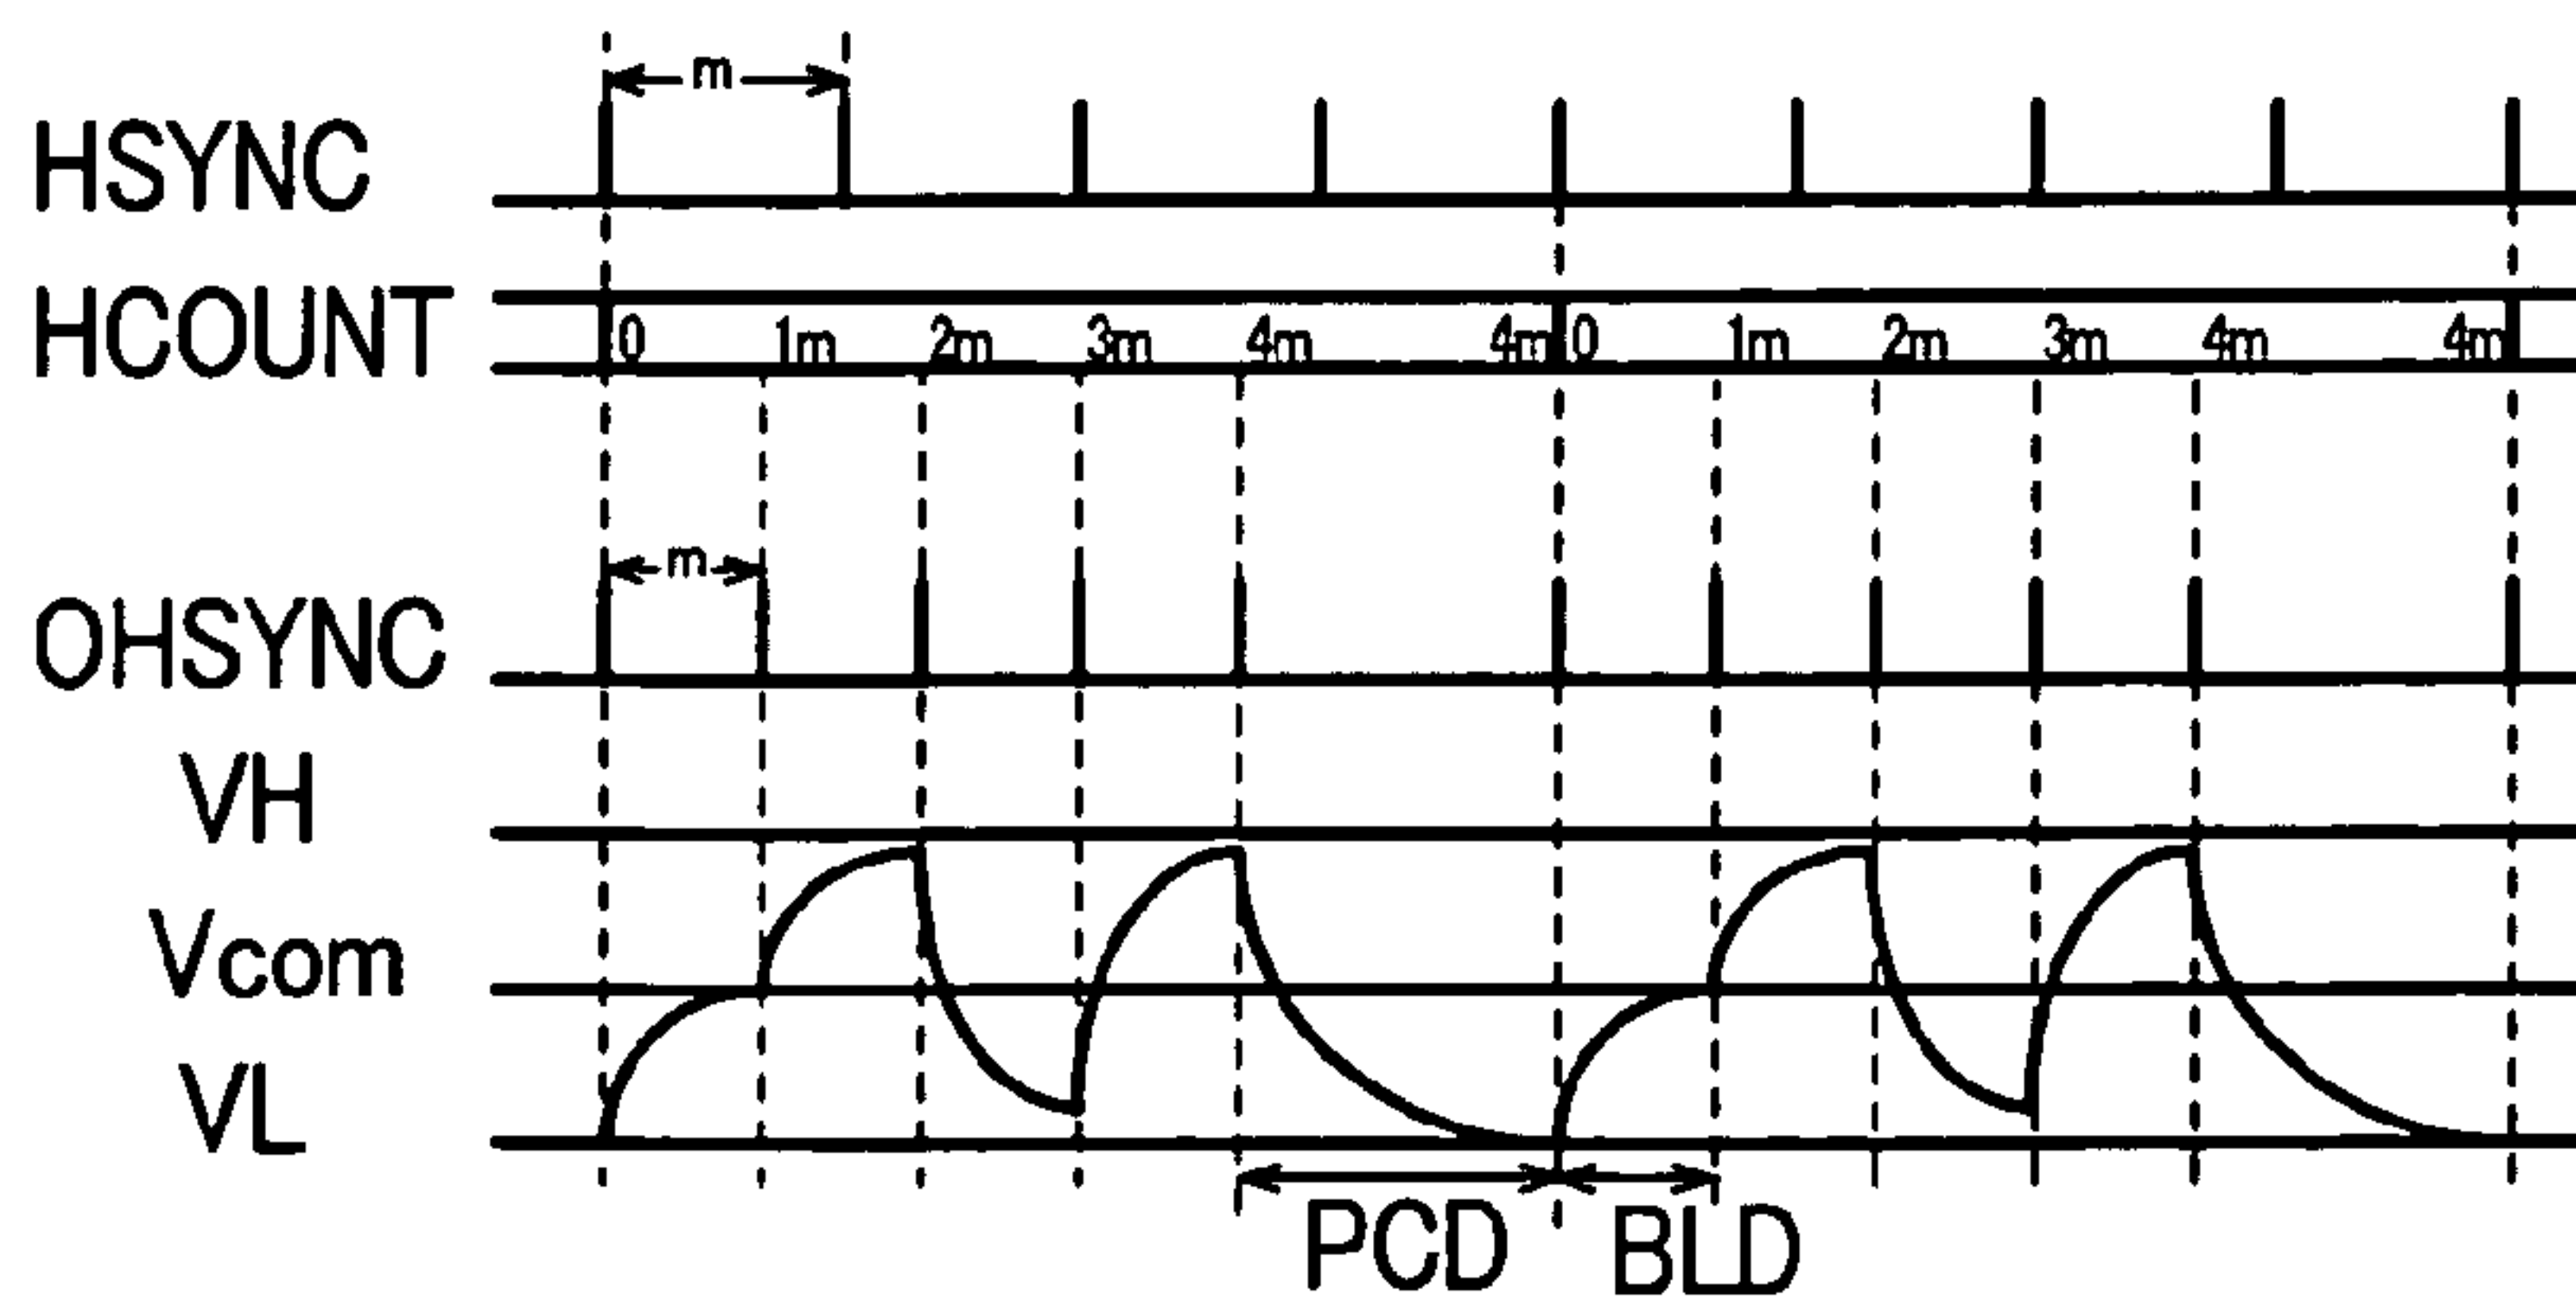 m
HSYNC
HCOUNT 0 1m 2m 3m 4m 4m 0 1m 2m 3m 4m 4m
m
OHSYNC
VH
Vcom
VL
PCD BLD